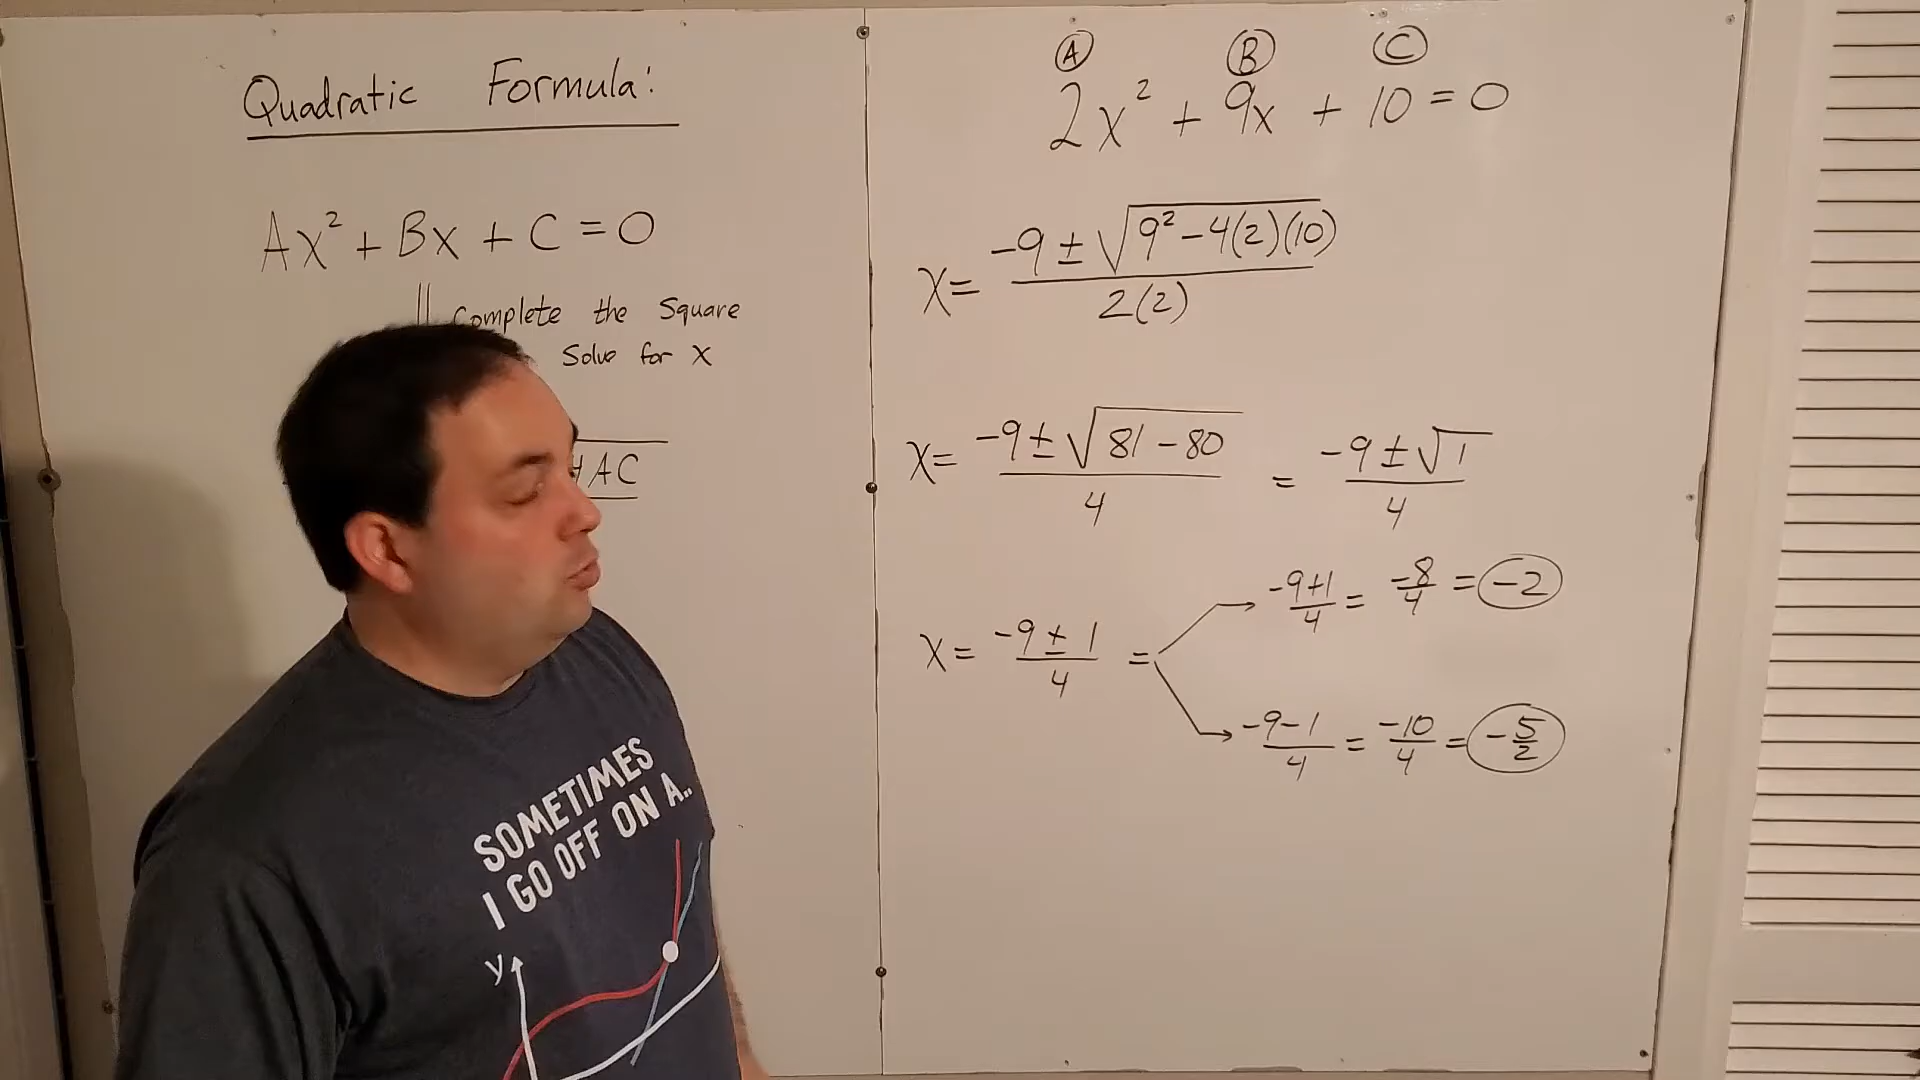 Quadratic Formula:
Ax² + Bx + C = 0
Complete the Square
Solve for X
4AC
A B C
2x² + 9x + 10 = 0
x = (-9 ± √(9² - 4(2)(10))) / 2(2)
x = (-9 ± √(81 - 80)) / 4 = (-9 ± √1) / 4
x = (-9 ± 1) / 4 =
→ (-9+1)/4 = -8/4 = -2
→ (-9-1)/4 = -10/4 = -5/2
SOMETIMES
I GO OFF ON A..
y